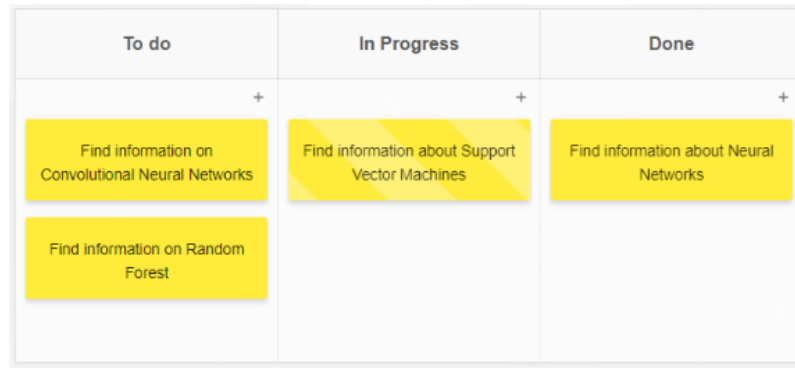 To do
In Progress
Done
+
+
+
Find information on
Convolutional Neural Networks
Find information about Support
Vector Machines
Find information about Neural
Networks
Find information on Random
Forest